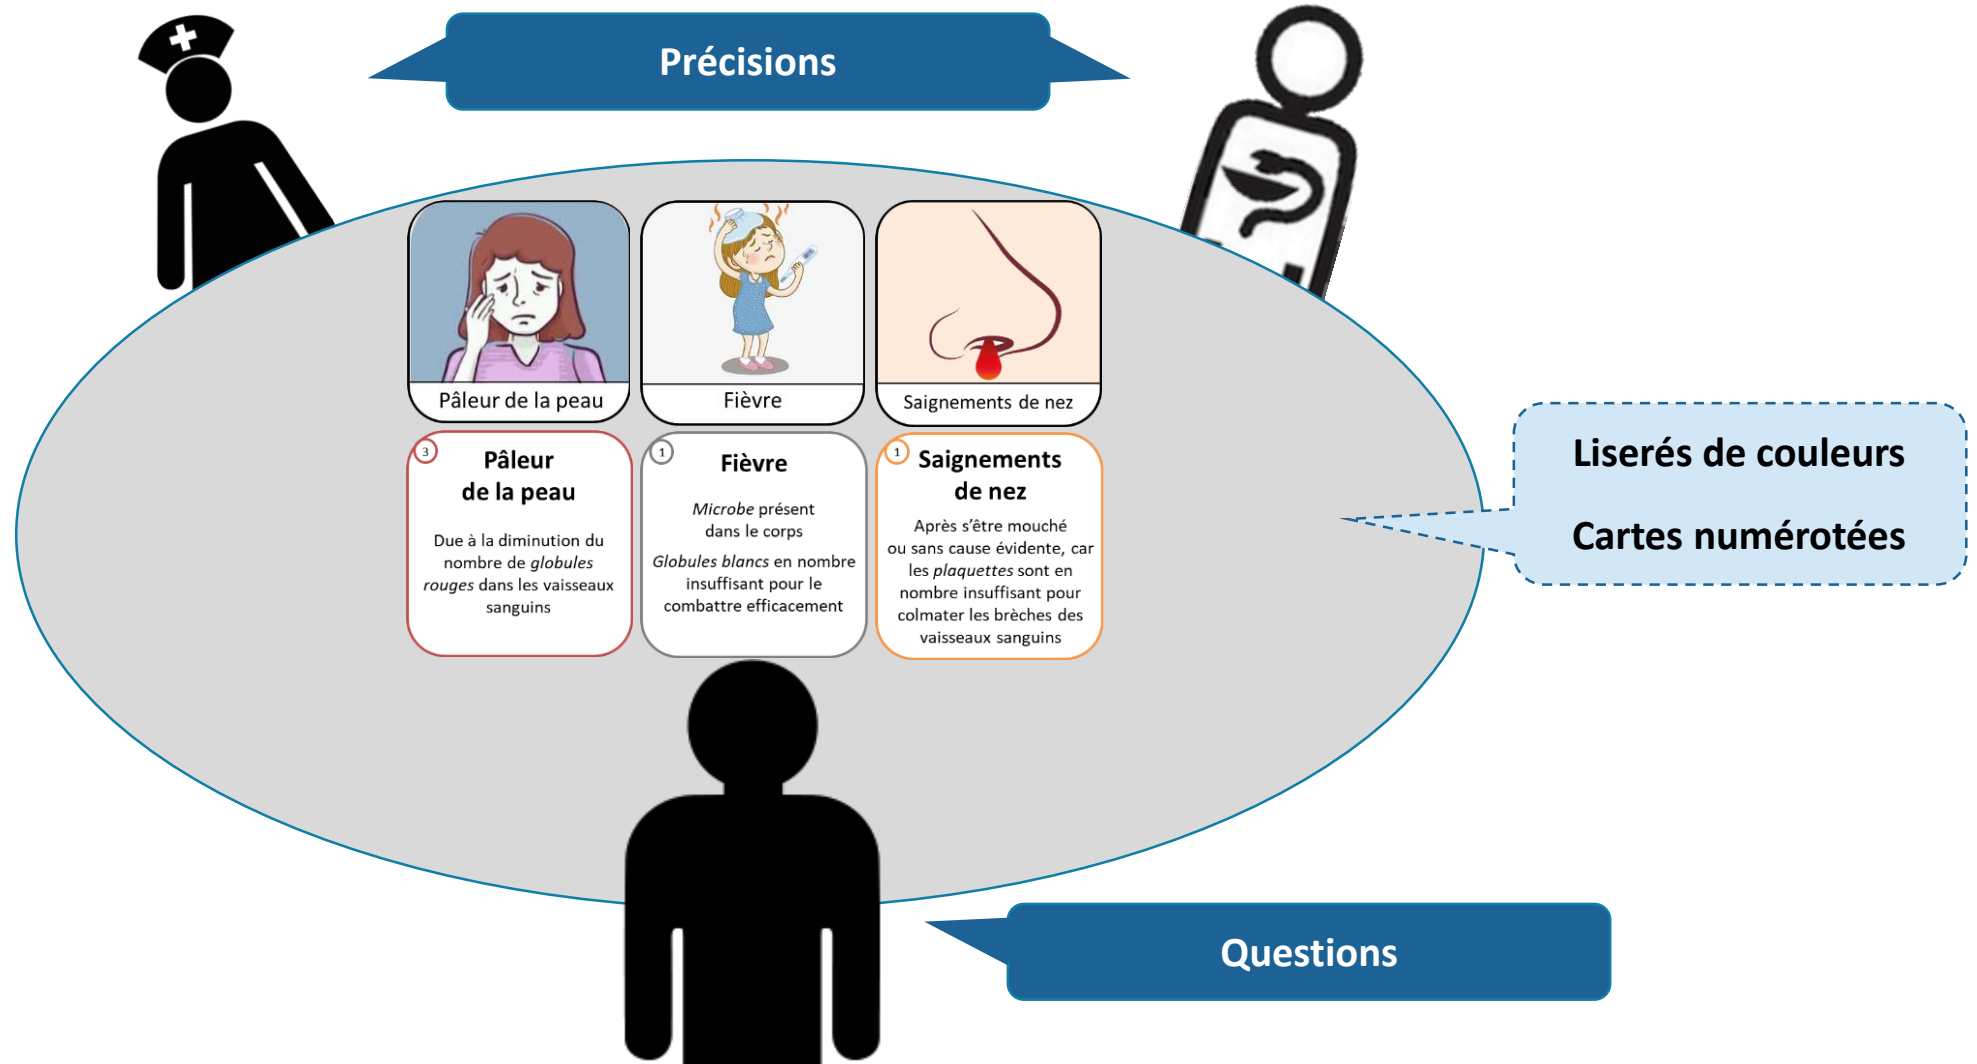 Précisions
Pâleur de la peau
Fièvre
Saignements de nez
3
Pâleur
de la peau
Due à la diminution du
nombre de globules
rouges dans les vaisseaux
sanguins
1
Fièvre
Microbe présent
dans le corps
Globules blancs en nombre
insuffisant pour le
combattre efficacement
1
Saignements
de nez
Après s’être mouché
ou sans cause évidente, car
les plaquettes sont en
nombre insuffisant pour
colmater les brèches des
vaisseaux sanguins
Liserés de couleurs
Cartes numérotées
Questions